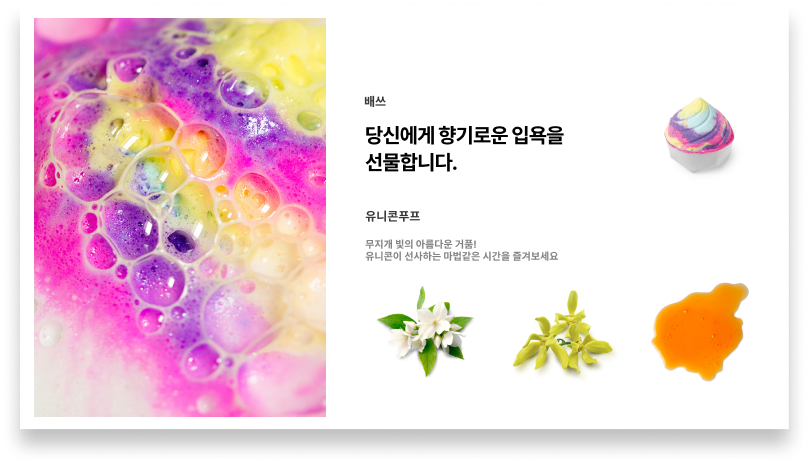 배쓰
당신에게 향기로운 입욕을
선물합니다.
유니콘푸프
무지개 빛의 아름다운 거품!
유니콘이 선사하는 마법같은 시간을 즐겨보세요